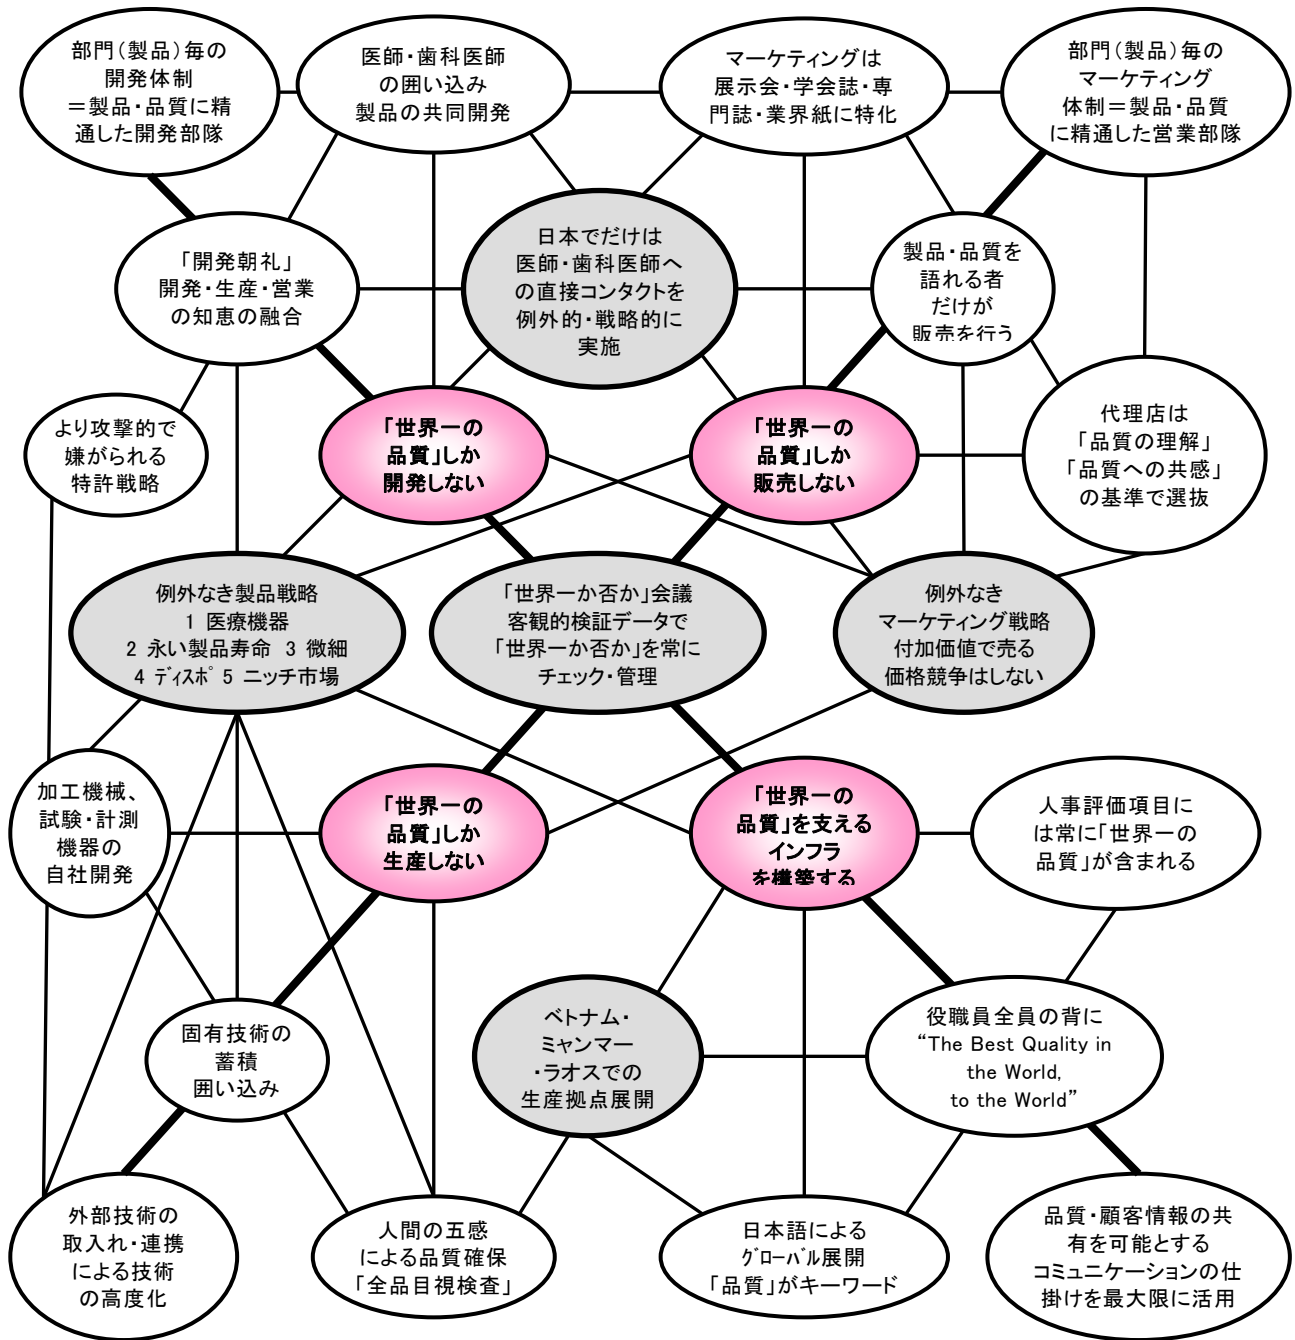 部門(製品)毎の
開発体制
＝製品・品質に精
通した開発部隊
医師・歯科医師
の囲い込み
製品の共同開発
マーケティングは
展示会・学会誌・専
門誌・業界紙に特化
部門(製品)毎の
マーケティング
体制＝製品・品質
に精通した営業部隊
「開発朝礼」
開発・生産・営業
の知恵の融合
日本でだけは
医師・歯科医師へ
の直接コンタクトを
例外的・戦略的に
実施
製品・品質を
語れる者
だけが
販売を行う
より攻撃的で
嫌がられる
特許戦略
「世界一の
品質」しか
開発しない
「世界一の
品質」しか
販売しない
代理店は
「品質の理解」
「品質への共感」
の基準で選抜
例外なき製品戦略
1 医療機器
2 永い製品寿命 3 微細
4 ディスポ 5 ニッチ市場
「世界一か否か」会議
客観的検証データで
「世界一か否か」を常に
チェック・管理
例外なき
マーケティング戦略
付加価値で売る
価格競争はしない
加工機械、
試験・計測
機器の
自社開発
「世界一の
品質」しか
生産しない
「世界一の
品質」を支える
インフラ
を構築する
人事評価項目に
は常に「世界一の
品質」が含まれる
固有技術の
蓄積
囲い込み
ベトナム・
ミャンマー
・ラオスでの
生産拠点展開
役職員全員の背に
“The Best Quality in
the World,
to the World”
外部技術の
取入れ・連携
による技術
の高度化
人間の五感
による品質確保
「全品目視検査」
日本語による
グローバル展開
「品質」がキーワード
品質・顧客情報の共
有を可能とする
コミュニケーションの仕
掛けを最大限に活用